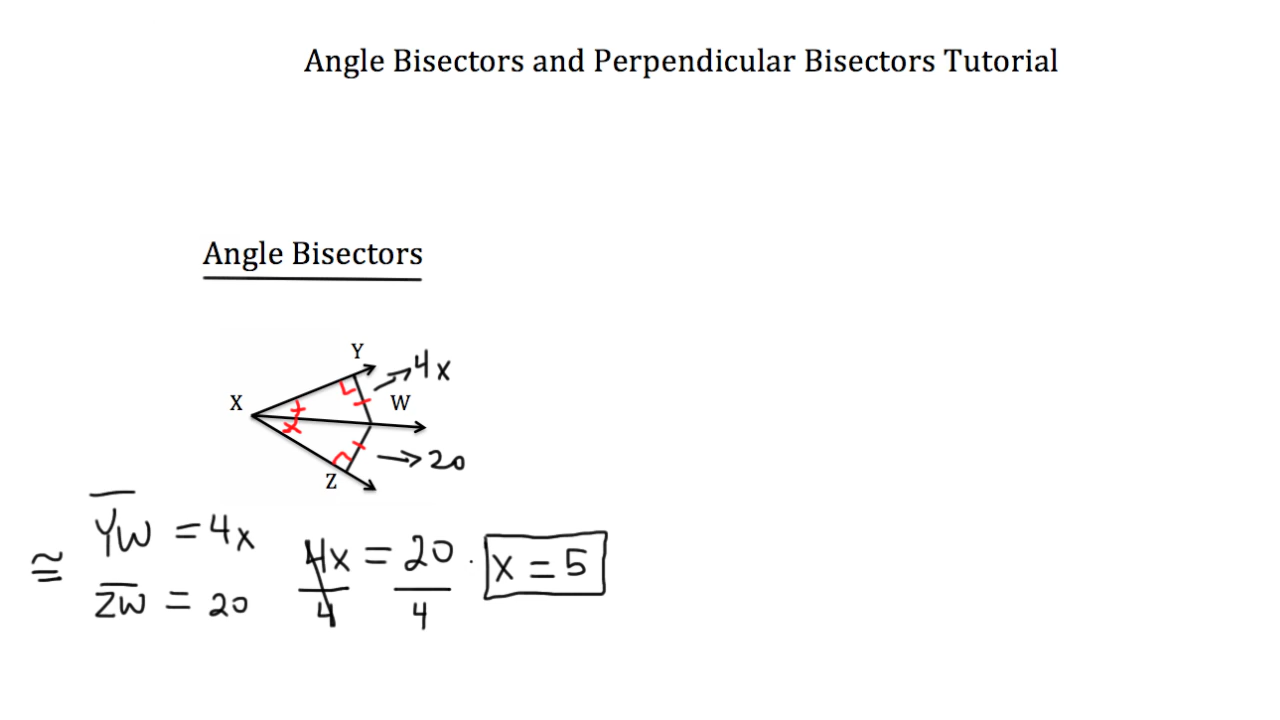 Angle Bisectors and Perpendicular Bisectors Tutorial
Angle Bisectors
Y
4x
X
W
20
Z
≅
YW = 4x
ZW = 20
4x = 20
4 4
x = 5